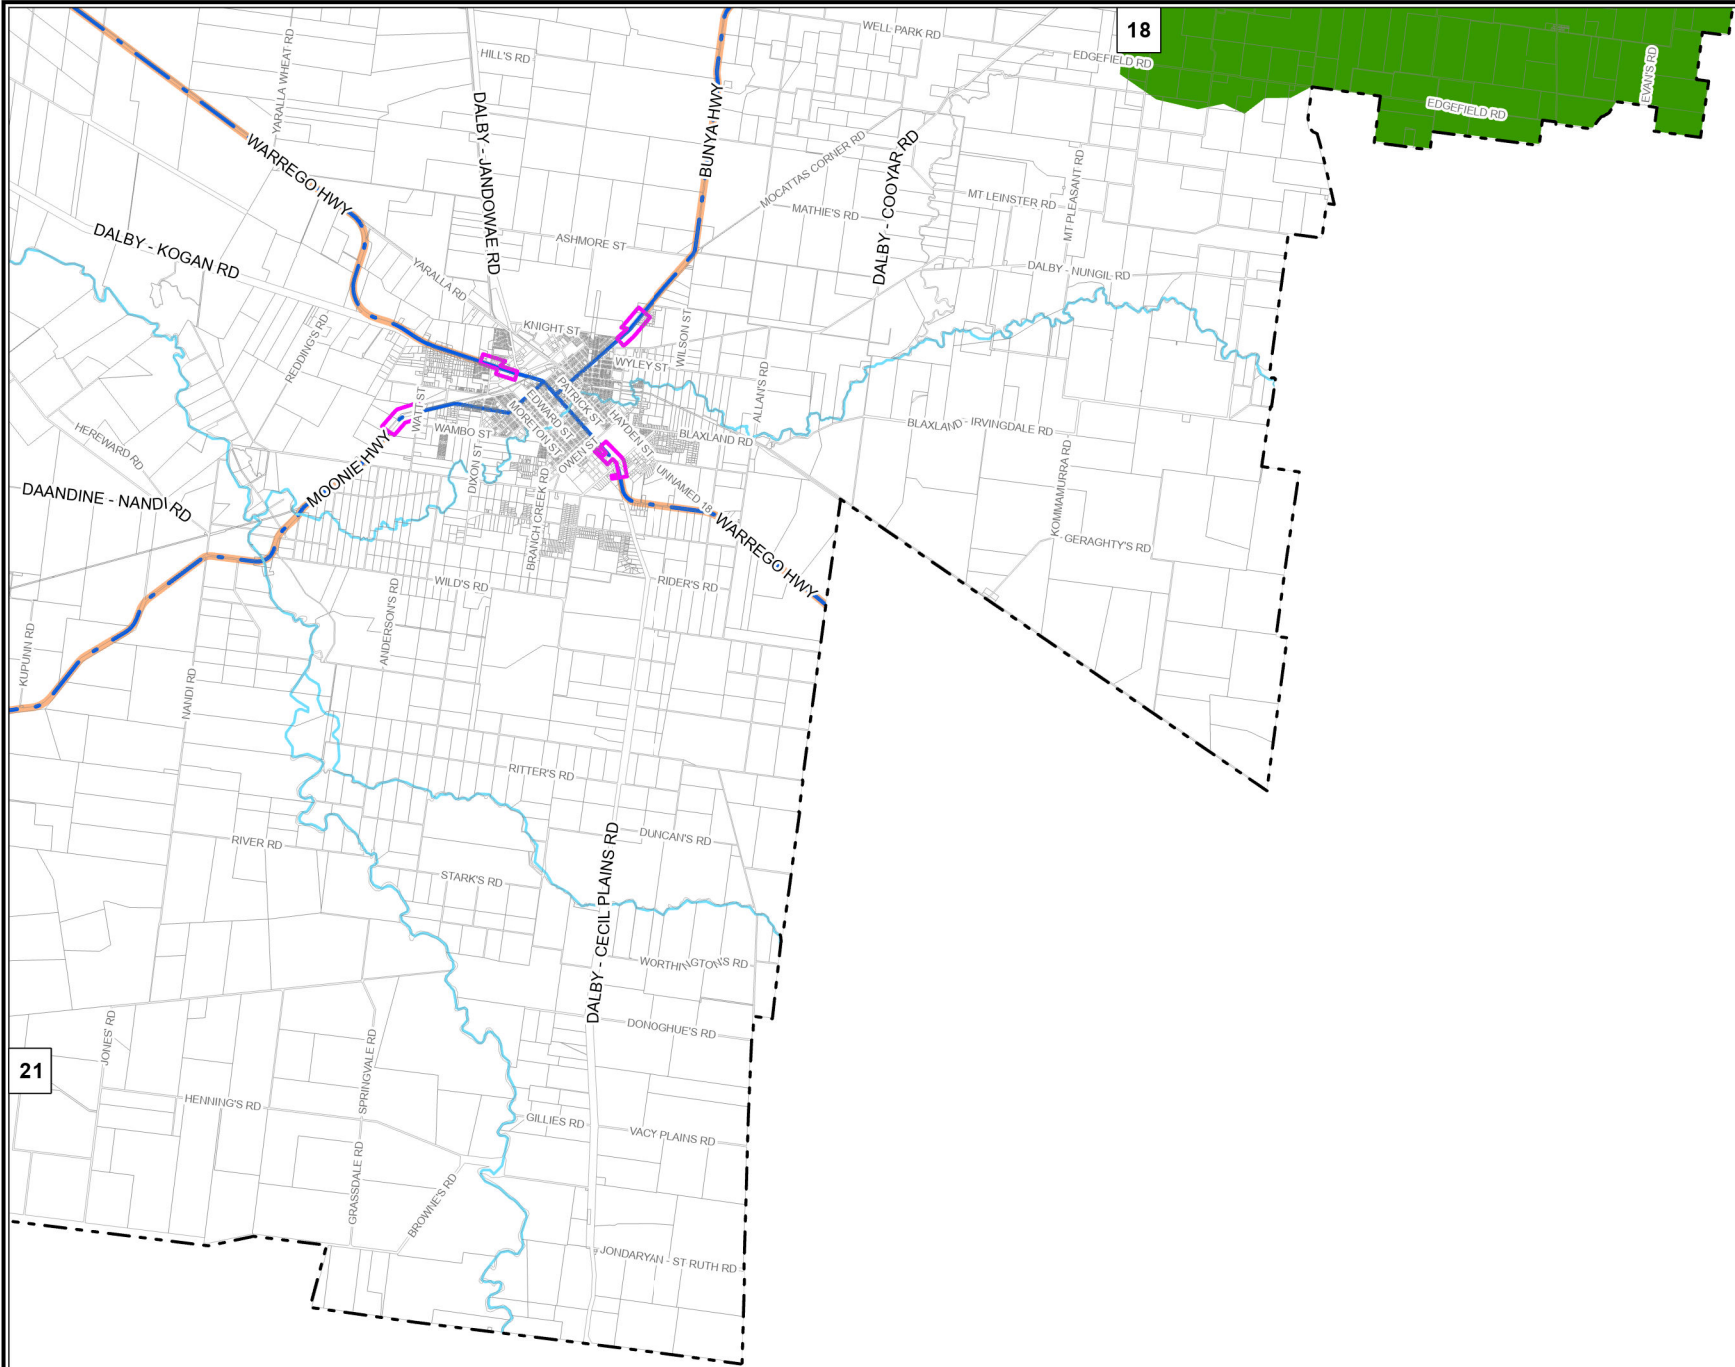 18
WELL PARK RD
EDGEFIELD RD
EVAN'S RD
EDGEFIELD RD
YARALLA WHEAT RD
HILL'S RD
DALBY - JANDOWAE RD
BUNYA HWY
WARREGO HWY
MOCATTAS CORNER RD
DALBY - COOYAR RD
MT PLEASANT RD
MT LEINSTER RD
MATHIE'S RD
DALBY - KOGAN RD
ASHMORE ST
YARALLA RD
DALBY - NUNGIL RD
REDDING'S RD
KNIGHT ST
WILSON ST
WYLEY ST
ALLAN'S RD
WATT ST
PATRICK ST
EDWARD ST
MORETON ST
HAYDEN ST
WAMBO ST
OWEN ST
BLAXLAND RD
BLAXLAND - IRVINGDALE RD
HEREWARD RD
MOONIE HWY
DIXON ST
UNNAMED 18
KOMMAMURRA RD
DAANDINE - NANDI RD
BRANCH CREEK RD
WARREGO HWY
GERAGHTY'S RD
WILD'S RD
RIDER'S RD
ANDERSON'S RD
KUPUNN RD
NANDI RD
RITTER'S RD
RIVER RD
DUNCAN'S RD
STARK'S RD
DALBY - CECIL PLAINS RD
WORTHINGTON'S RD
DONOGHUE'S RD
JONES' RD
SPRINGVALE RD
21
HENNING'S RD
GILLIES RD
VACY PLAINS RD
GRASSDALE RD
BROWNE'S RD
JONDARYAN - ST RUTH RD